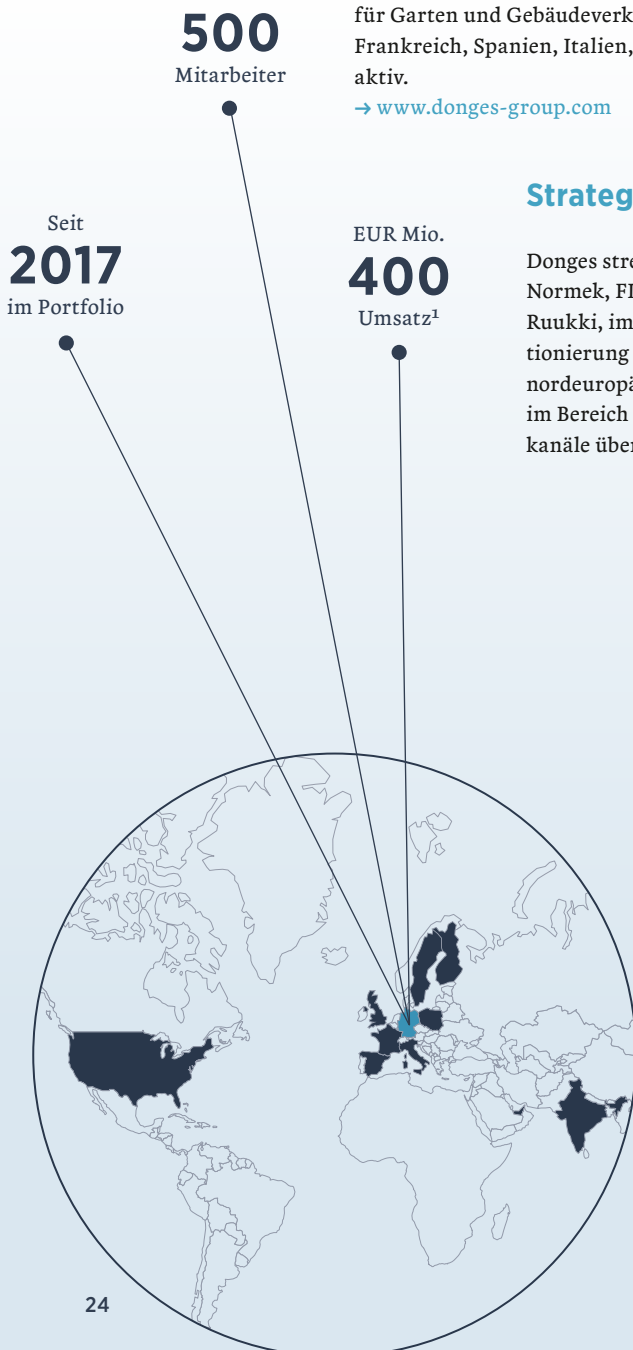 500
Mitarbeiter
für Garten und Gebäudeverk
Frankreich, Spanien, Italien,
aktiv.
→ www.donges-group.com
Seit
2017
im Portfolio
EUR Mio.
400
Umsatz¹
Strateg
Donges stre
Normek, FI
Ruukki, im
tionierung
nordeuropä
im Bereich
kanäle über
24